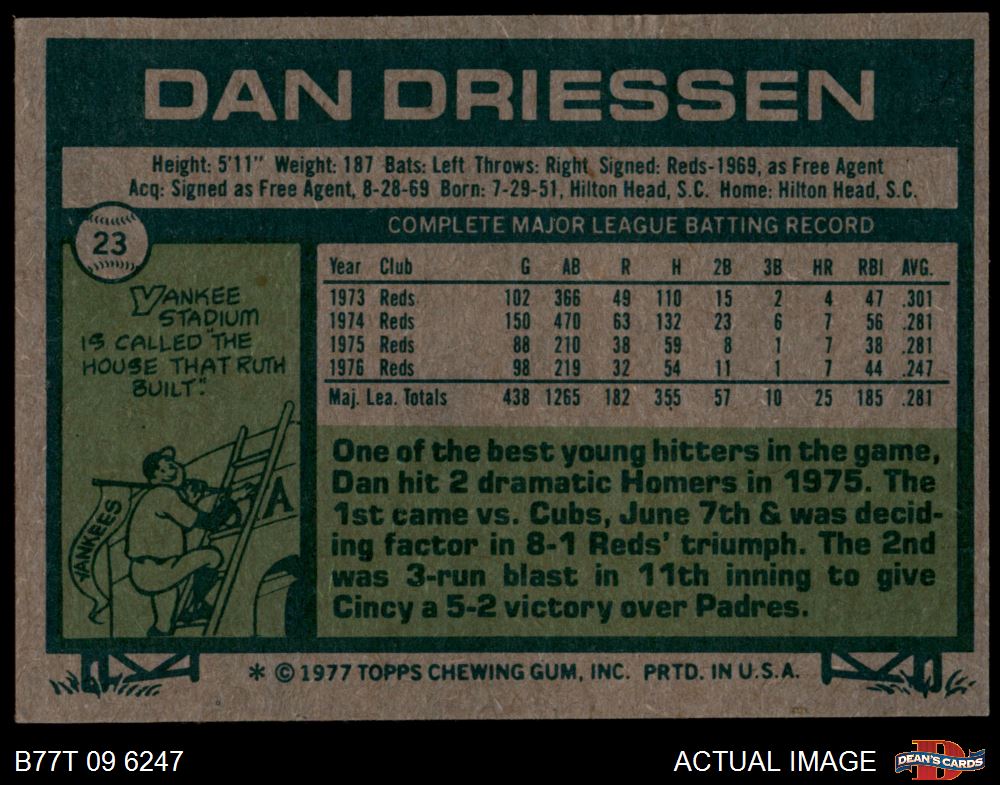 DAN DRIESSEN
Height: 5'11" Weight: 187 Bats: Left Throws: Right Signed: Reds-1969, as Free Agent
Acq: Signed as Free Agent, 8-28-69 Born: 7-29-51, Hilton Head, S.C. Home: Hilton Head, S.C.
23
YANKEE
STADIUM
IS CALLED "THE
HOUSE THAT RUTH
BUILT."
YANKEES
A
COMPLETE MAJOR LEAGUE BATTING RECORD
Year Club G AB R H 2B 3B HR RBI AVG.
1973 Reds 102 366 49 110 15 2 4 47 .301
1974 Reds 150 470 63 132 23 6 7 56 .281
1975 Reds 88 210 38 59 8 1 7 38 .281
1976 Reds 98 219 32 54 11 1 7 44 .247
Maj. Lea. Totals 438 1265 182 355 57 10 25 185 .281
One of the best young hitters in the game,
Dan hit 2 dramatic Homers in 1975. The
1st came vs. Cubs, June 7th & was decid-
ing factor in 8-1 Reds' triumph. The 2nd
was 3-run blast in 11th inning to give
Cincy a 5-2 victory over Padres.
* © 1977 TOPPS CHEWING GUM, INC. PRTD. IN U.S.A.
B77T 09 6247
ACTUAL IMAGE
DEAN'S CARDS